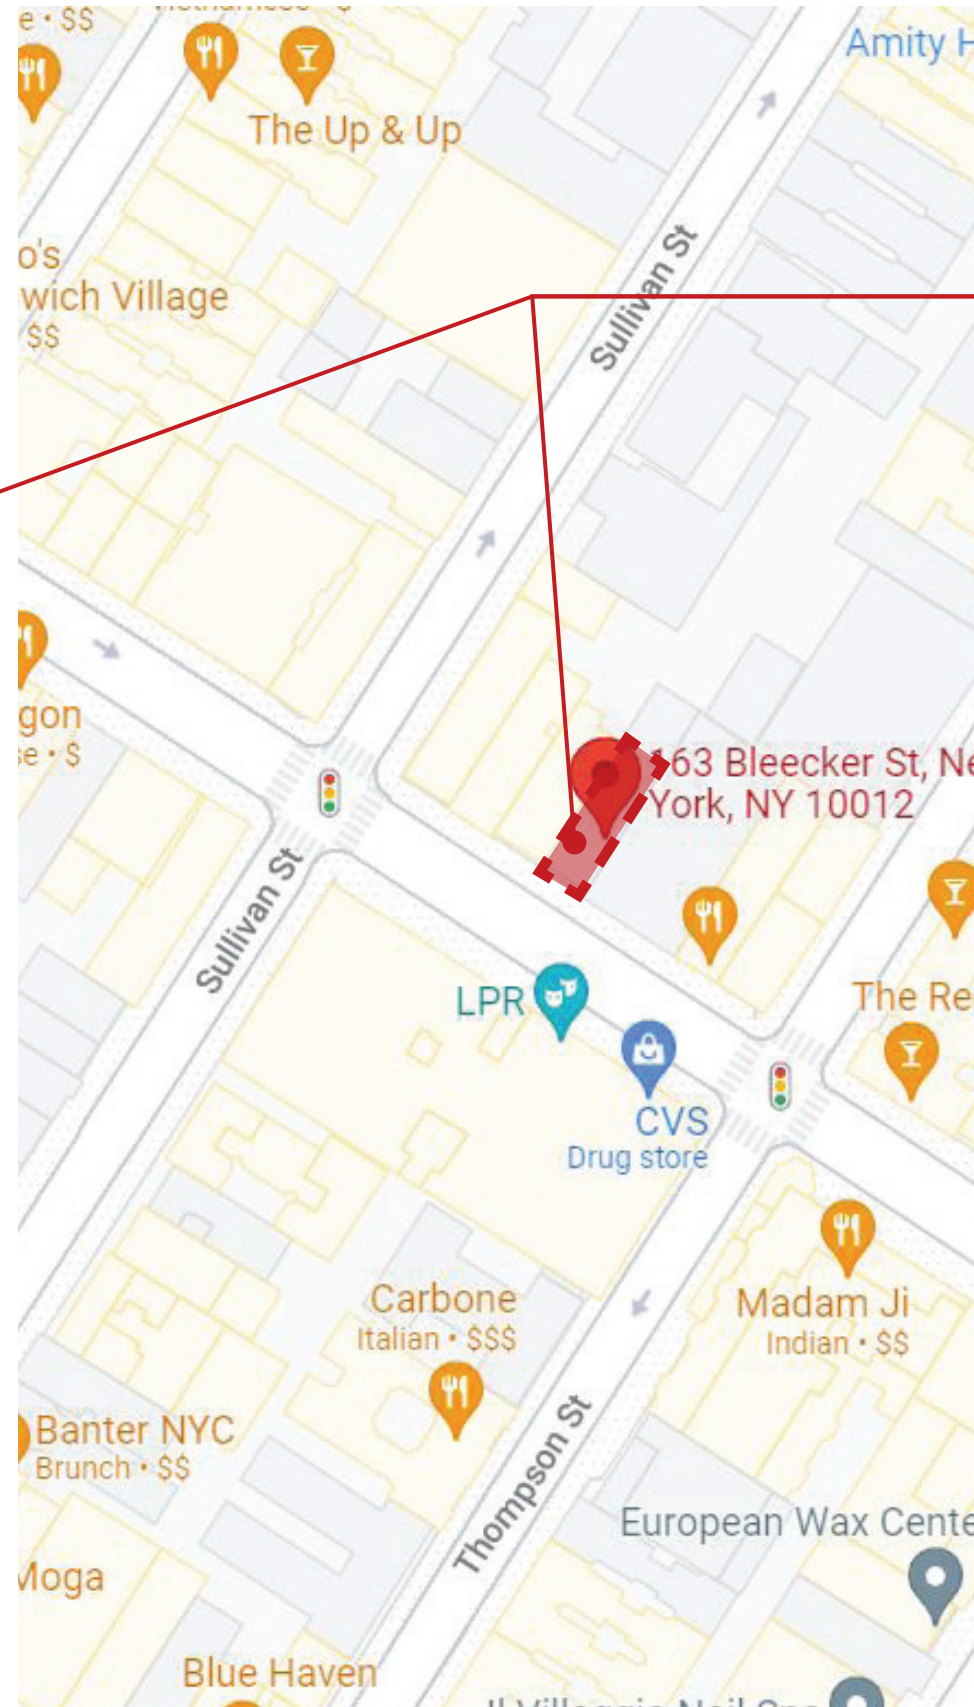 e • $$
The Up & Up
Amity H
o's
wich Village
$$
Sullivan St
gon
se • $
163 Bleecker St, Ne
York, NY 10012
Sullivan St
LPR
The Re
CVS
Drug store
Carbone
Italian • $$$
Madam Ji
Indian • $$
Banter NYC
Brunch • $$
Thompson St
European Wax Cente
Moga
Blue Haven